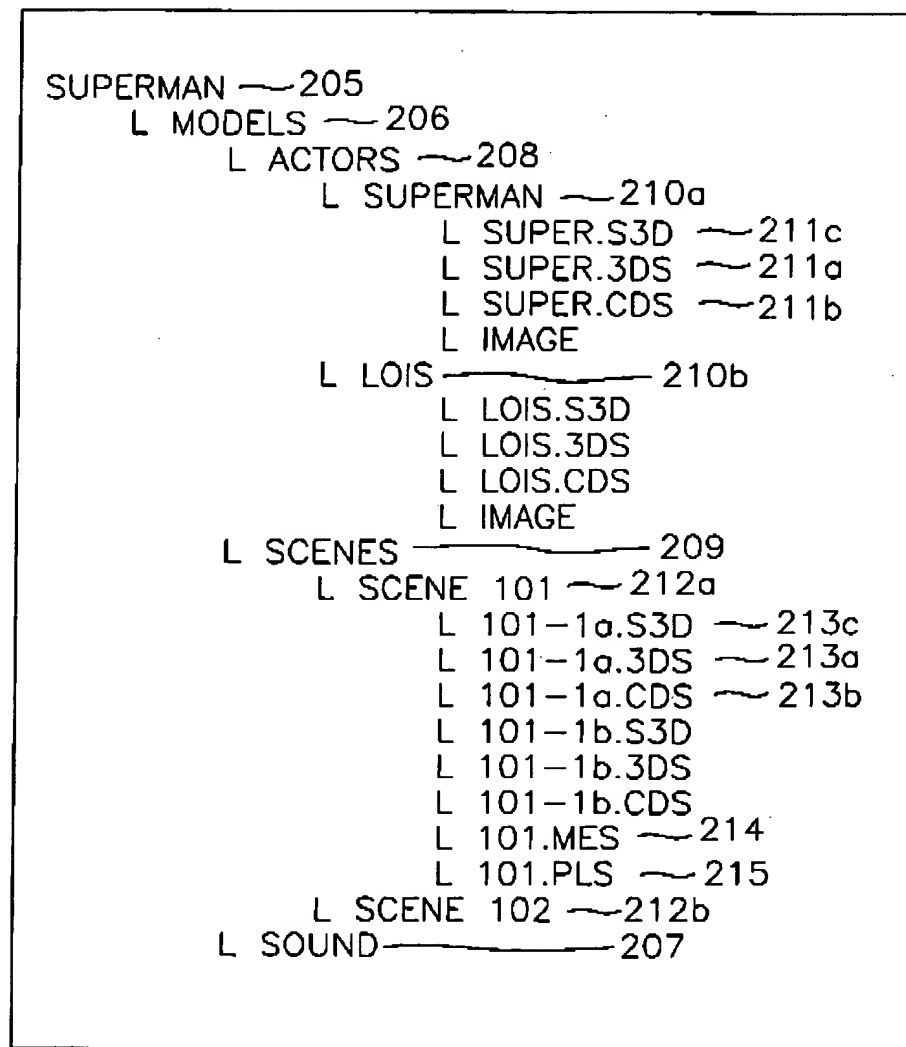 SUPERMAN 205
L MODELS 206
L ACTORS 208
L SUPERMAN 210a
L SUPER.S3D 211c
L SUPER.3DS 211a
L SUPER.CDS 211b
L IMAGE
L LOIS 210b
L LOIS.S3D
L LOIS.3DS
L LOIS.CDS
L IMAGE
L SCENES 209
L SCENE 101 212a
L 101-1a.S3D 213c
L 101-1a.3DS 213a
L 101-1a.CDS 213b
L 101-1b.S3D
L 101-1b.3DS
L 101-1b.CDS
L 101.MES 214
L 101.PLS 215
L SCENE 102 212b
L SOUND 207